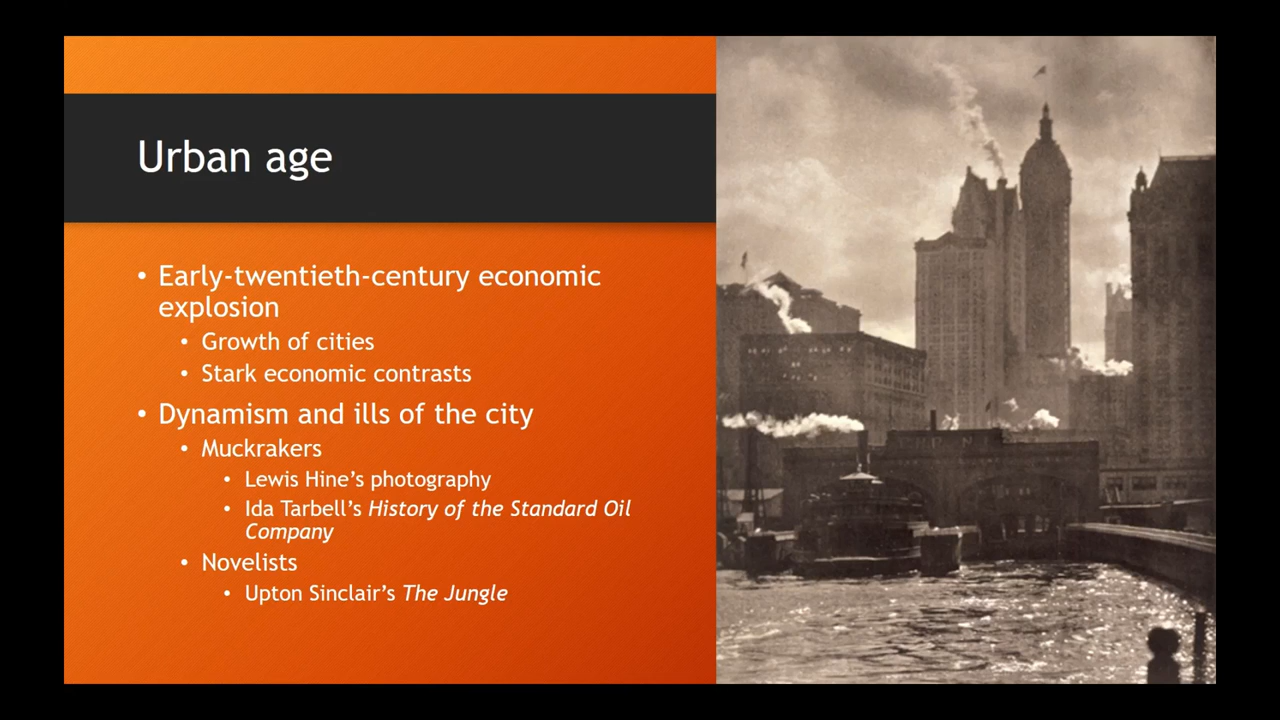 Urban age
• Early-twentieth-century economic
explosion
• Growth of cities
• Stark economic contrasts
• Dynamism and ills of the city
• Muckrakers
• Lewis Hine’s photography
• Ida Tarbell’s History of the Standard Oil
Company
• Novelists
• Upton Sinclair’s The Jungle